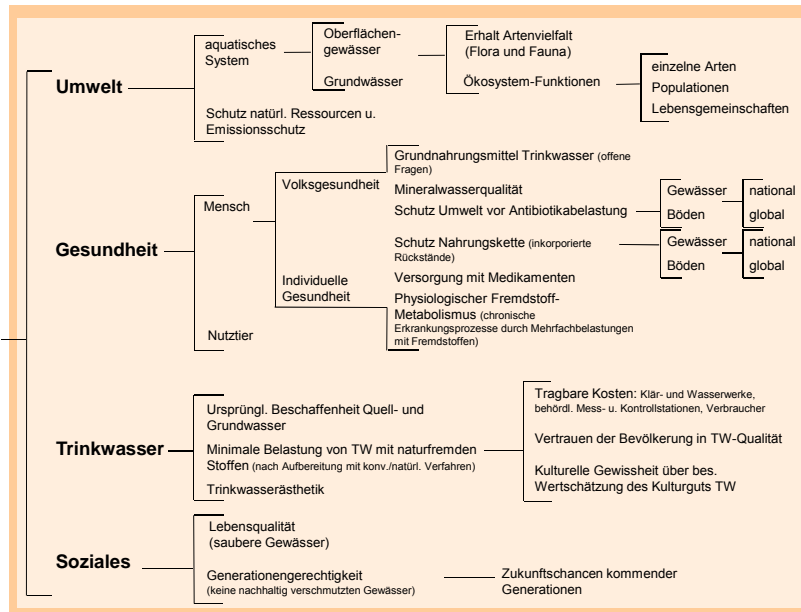 Umwelt
aquatisches
System
Oberflächen-
gewässer
Grundwässer
Erhalt Artenvielfalt
(Flora und Fauna)
Ökosystem-Funktionen
einzelne Arten
Populationen
Lebensgemeinschaften
Schutz natürl. Ressourcen u.
Emissionsschutz
Gesundheit
Mensch
Volksgesundheit
Grundnahrungsmittel Trinkwasser (offene
Fragen)
Mineralwasserqualität
Schutz Umwelt vor Antibiotikabelastung
Gewässer
Böden
national
global
Individuelle
Gesundheit
Schutz Nahrungskette (inkorporierte
Rückstände)
Gewässer
Böden
national
global
Versorgung mit Medikamenten
Physiologischer Fremdstoff-
Metabolismus (chronische
Erkrankungsprozesse durch Mehrfachbelastungen
mit Fremdstoffen)
Nutztier
Trinkwasser
Ursprüngl. Beschaffenheit Quell- und
Grundwasser
Minimale Belastung von TW mit naturfremden
Stoffen (nach Aufbereitung mit konv./natürl. Verfahren)
Trinkwasserästhetik
Tragbare Kosten: Klär- und Wasserwerke,
behördl. Mess- u. Kontrollstationen, Verbraucher
Vertrauen der Bevölkerung in TW-Qualität
Kulturelle Gewissheit über bes.
Wertschätzung des Kulturguts TW
Soziales
Lebensqualität
(saubere Gewässer)
Generationengerechtigkeit
(keine nachhaltig verschmutzten Gewässer)
Zukunftschancen kommender
Generationen